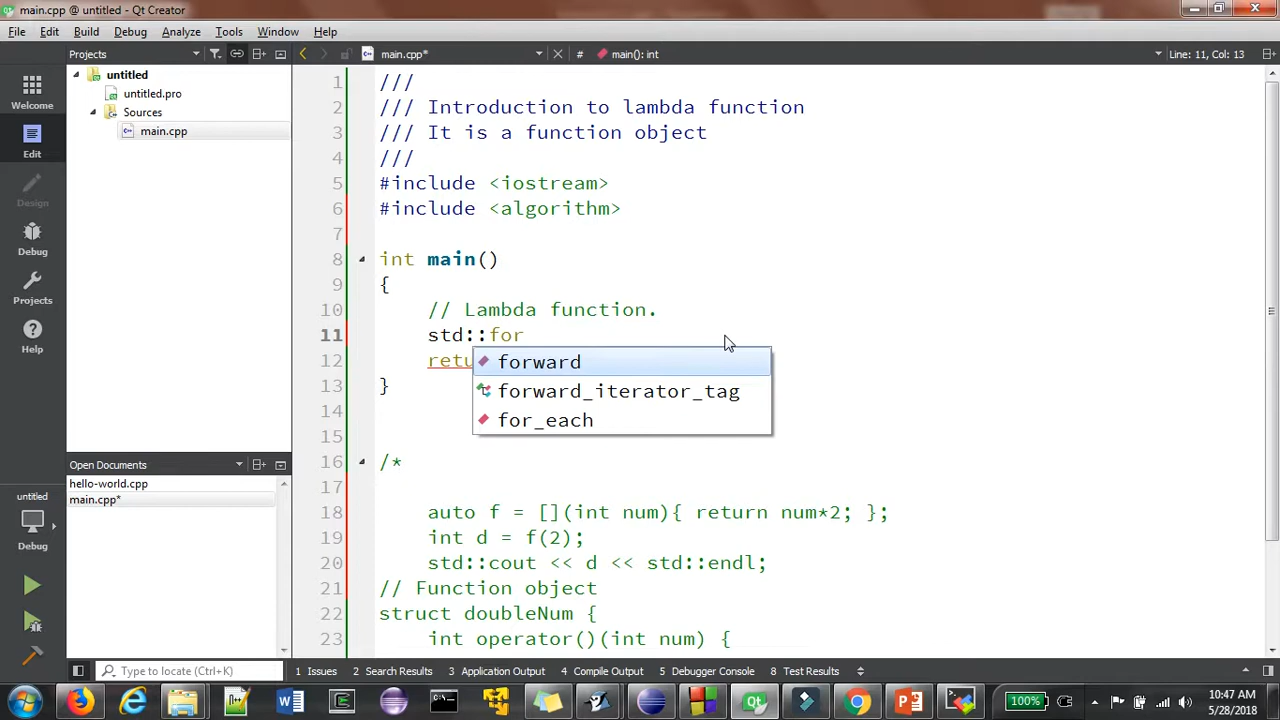 main.cpp @ untitled - Qt Creator
File Edit Build Debug Analyze Tools Window Help
Projects main.cpp* # main(): int Line: 11, Col: 13
untitled
untitled.pro
Sources
main.cpp
Welcome
Edit
Design
Debug
Projects
Help
1 ///
2 /// Introduction to lambda function
3 /// It is a function object
4 ///
5 #include <iostream>
6 #include <algorithm>
7
8 int main()
9 {
10 // Lambda function.
11 std::for
12 retu
13 }
14
15
16 /*
17
18 auto f = [](int num){ return num*2; };
19 int d = f(2);
20 std::cout << d << std::endl;
21 // Function object
22 struct doubleNum {
23 int operator()(int num) {
forward
forward_iterator_tag
for_each
Open Documents
hello-world.cpp
main.cpp*
untitled
Debug
Type to locate (Ctrl+K) 1 Issues 2 Search Results 3 Application Output 4 Compile Output 5 Debugger Console 8 Test Results
100% 10:47 AM
5/28/2018